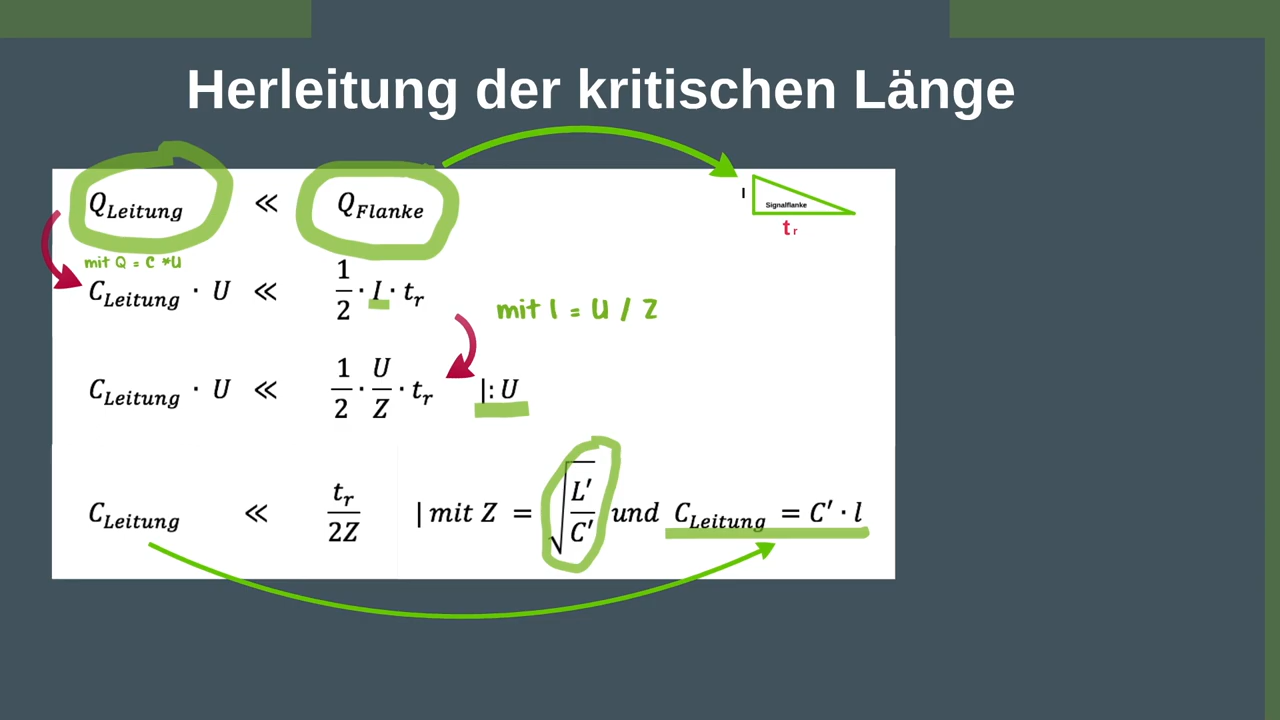 Herleitung der kritischen Länge
Q_Leitung ≪ Q_Flanke
I
Signalflanke
t r
mit Q = C *U
C_Leitung · U ≪ 1/2 · I · t_r
mit I = U / Z
C_Leitung · U ≪ 1/2 · U/Z · t_r |: U
C_Leitung ≪ t_r/2Z | mit Z = √(L′/C′) und C_Leitung = C′ · l